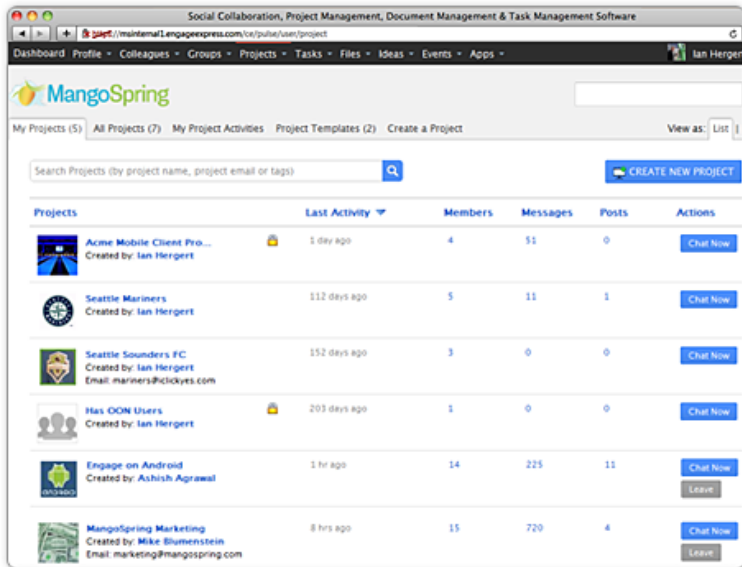 Social Collaboration, Project Management, Document Management & Task Management Software
https://msinternal1.engageexpress.com/ce/pulse/user/project
Dashboard Profile Colleagues Groups Projects Tasks Files Ideas Events Apps Ian Herger
MangoSpring
My Projects (5) All Projects (7) My Project Activities Project Templates (2) Create a Project View as: List |
Search Projects (by project name, project email or tags) CREATE NEW PROJECT
Projects Last Activity Members Messages Posts Actions
Acme Mobile Client Pro... 1 day ago 4 51 0 Chat Now
Created by: Ian Hergert
Seattle Mariners 112 days ago 5 11 1 Chat Now
Created by: Ian Hergert
Seattle Sounders FC 152 days ago 3 0 0 Chat Now
Created by: Ian Hergert
Email: mariners@iclickyes.com
Has OON Users 203 days ago 1 0 0 Chat Now
Created by: Ian Hergert
Engage on Android 1 hr ago 14 225 11 Chat Now
Created by: Ashish Agrawal
Leave
ANDROID
MangoSpring Marketing 8 hrs ago 15 720 4 Chat Now
Created by: Mike Blumenstein
Email: marketing@mangospring.com Leave